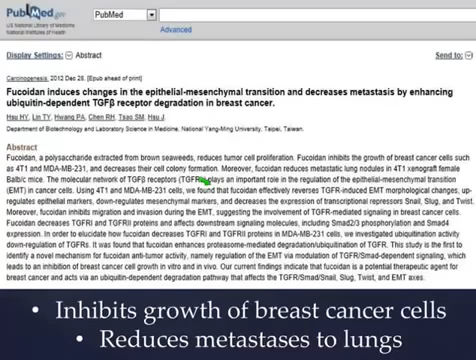 PubMed.gov
US National Library of Medicine
National Institutes of Health
PubMed
Advanced
Display Settings: Abstract
Send to:
Carcinogenesis. 2012 Dec 28. [Epub ahead of print]
Fucoidan induces changes in the epithelial-mesenchymal transition and decreases metastasis by enhancing
ubiquitin-dependent TGFβ receptor degradation in breast cancer.
Hsu HY, Lin TY, Hwang PA, Chen RH, Tsao SM, Hsu J.
Department of Biotechnology and Laboratory Science in Medicine, National Yang-Ming University, Taipei, Taiwan.
Abstract
Fucoidan, a polysaccharide extracted from brown seaweeds, reduces tumor cell proliferation. Fucoidan inhibits the growth of breast cancer cells such
as 4T1 and MDA-MB-231, and decreases their cell colony formation. Moreover, fucoidan reduces metastatic lung nodules in 4T1 xenograft female
Balb/c mice. The molecular network of TGFβ receptors (TGFRs) plays an important role in the regulation of the epithelial-mesenchymal transition
(EMT) in cancer cells. Using 4T1 and MDA-MB-231 cells, we found that fucoidan effectively reverses TGFR-induced EMT morphological changes, up-
regulates epithelial markers, down-regulates mesenchymal markers, and decreases the expression of transcriptional repressors Snail, Slug, and Twist.
Moreover, fucoidan inhibits migration and invasion during the EMT, suggesting the involvement of TGFR-mediated signaling in breast cancer cells.
Fucoidan decreases TGFRI and TGFRII proteins and affects downstream signaling molecules, including Smad2/3 phosphorylation and Smad4
expression. In order to elucidate how fucoidan decreases TGFRI and TGFRII proteins in MDA-MB-231 cells, we investigated ubiquitination activity
down-regulation of TGFRs. It was found that fucoidan enhances proteasome-mediated degradation/ubiquitination of TGFR. This study is the first to
identify a novel mechanism for fucoidan anti-tumor activity, namely regulation of the EMT via modulation of TGFR/Smad-dependent signaling, which
leads to an inhibition of breast cancer cell growth in vitro and in vivo. Our current findings indicate that fucoidan is a potential therapeutic agent for
breast cancer and acts via an ubiquitin-dependent degradation pathway that affects the TGFR/Smad/Snail, Slug, Twist, and EMT axes.
• Inhibits growth of breast cancer cells
• Reduces metastases to lungs